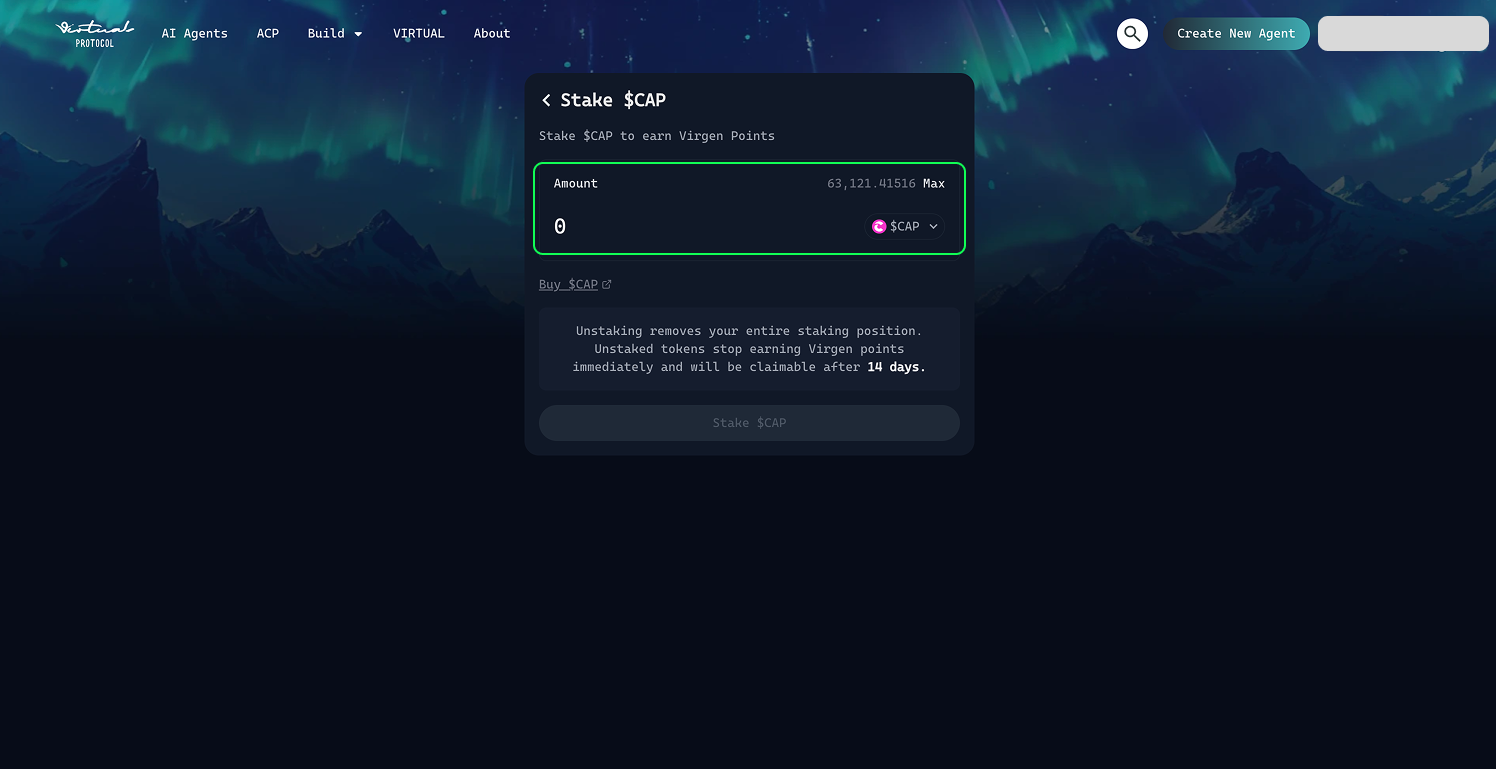 Virtual
PROTOCOL
AI Agents
ACP
Build
VIRTUAL
About
Create New Agent
Stake $CAP
Stake $CAP to earn Virgen Points
Amount
63,121.41516 Max
0
$CAP
Buy $CAP
Unstaking removes your entire staking position.
Unstaked tokens stop earning Virgen points
immediately and will be claimable after 14 days.
Stake $CAP